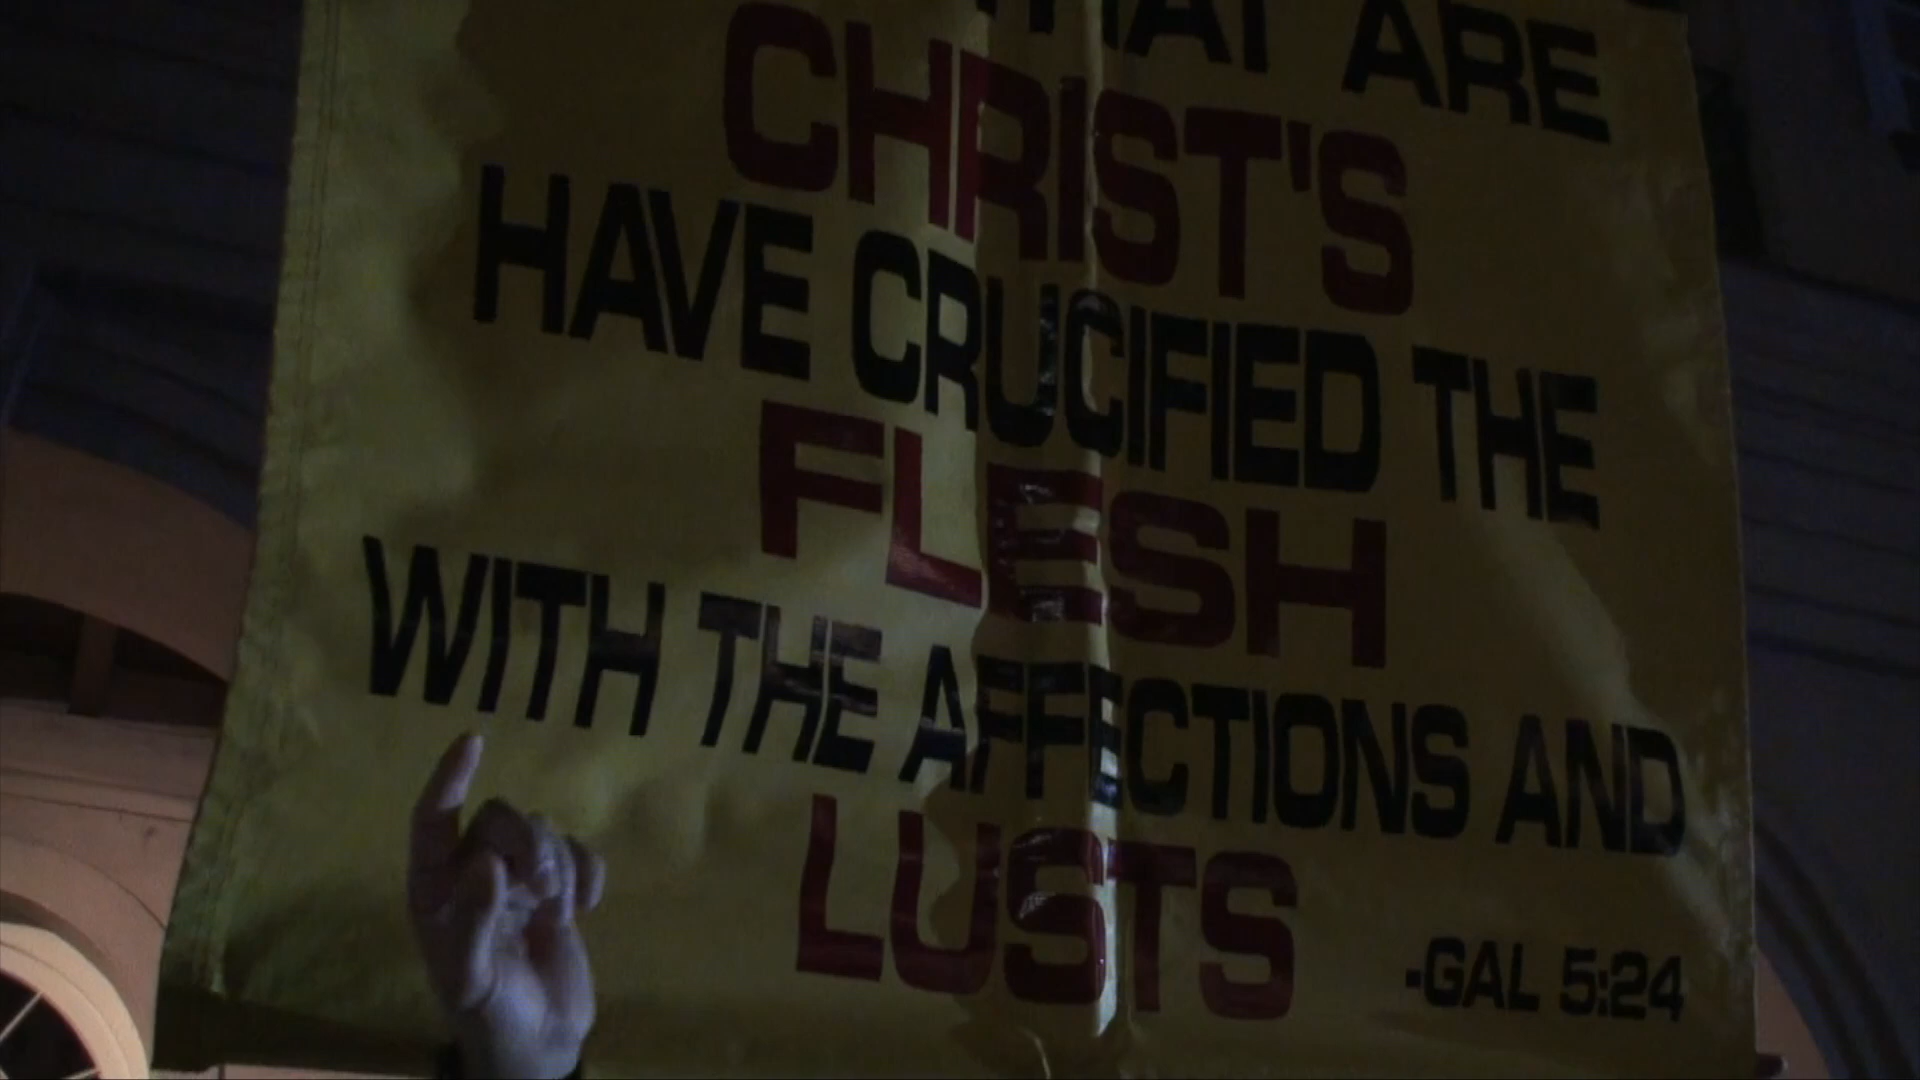 THAT ARE
CHRIST'S
HAVE CRUCIFIED THE
FLESH
WITH THE AFFECTIONS AND
LUSTS
-GAL 5:24